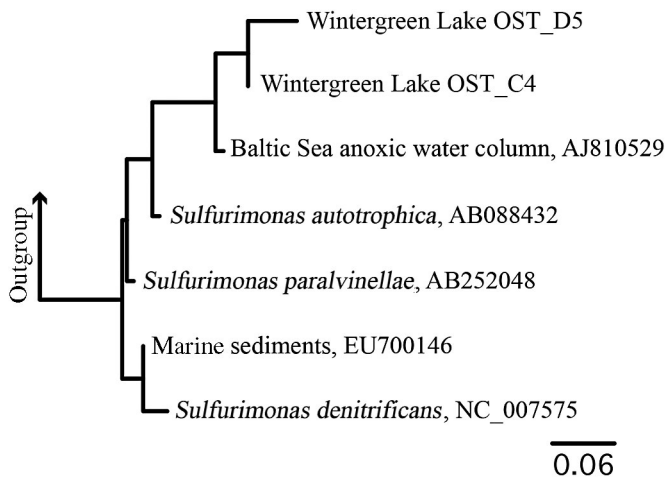 Wintergreen Lake OST_D5
Wintergreen Lake OST_C4
Baltic Sea anoxic water column, AJ810529
Sulfurimonas autotrophica, AB088432
Outgroup
Sulfurimonas paralvinellae, AB252048
Marine sediments, EU700146
Sulfurimonas denitrificans, NC_007575
0.06